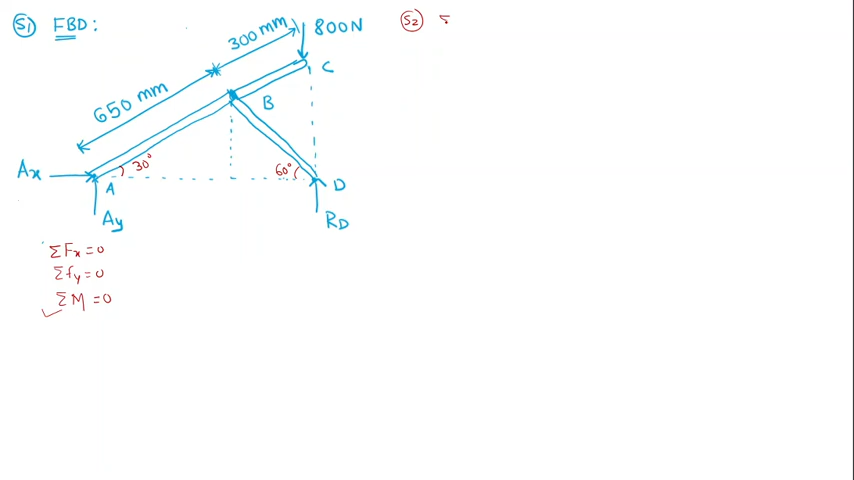 S1 FBD:
300 mm
800N
C
650 mm
B
Ax
30°
60°
A
D
Ay
RD
ΣFx=0
Σfy=0
ΣM=0
S2